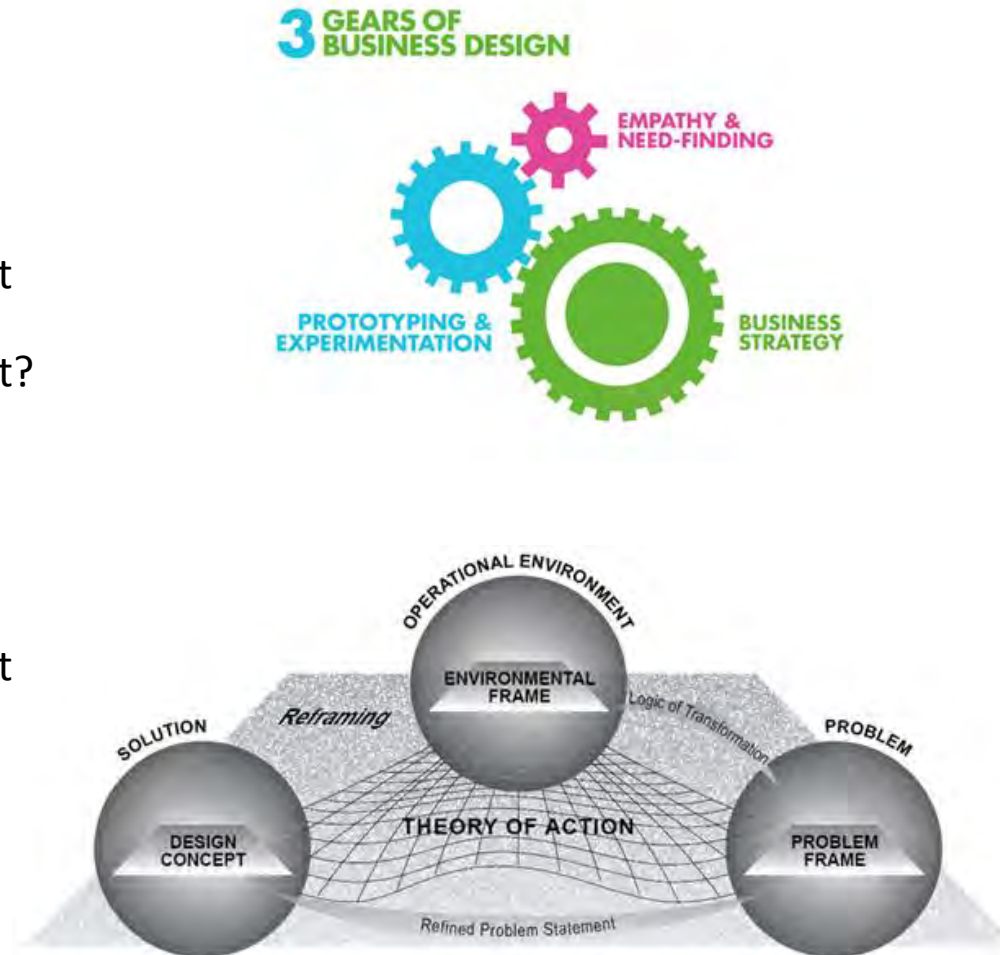 3 GEARS OF
BUSINESS DESIGN
EMPATHY &
NEED-FINDING
t
PROTOTYPING &
EXPERIMENTATION
BUSINESS
STRATEGY
t?
OPERATIONAL ENVIRONMENT
ENVIRONMENTAL
FRAME
t
Reframing
Logic of Transformation
SOLUTION
PROBLEM
THEORY OF ACTION
DESIGN
CONCEPT
PROBLEM
FRAME
Refined Problem Statement